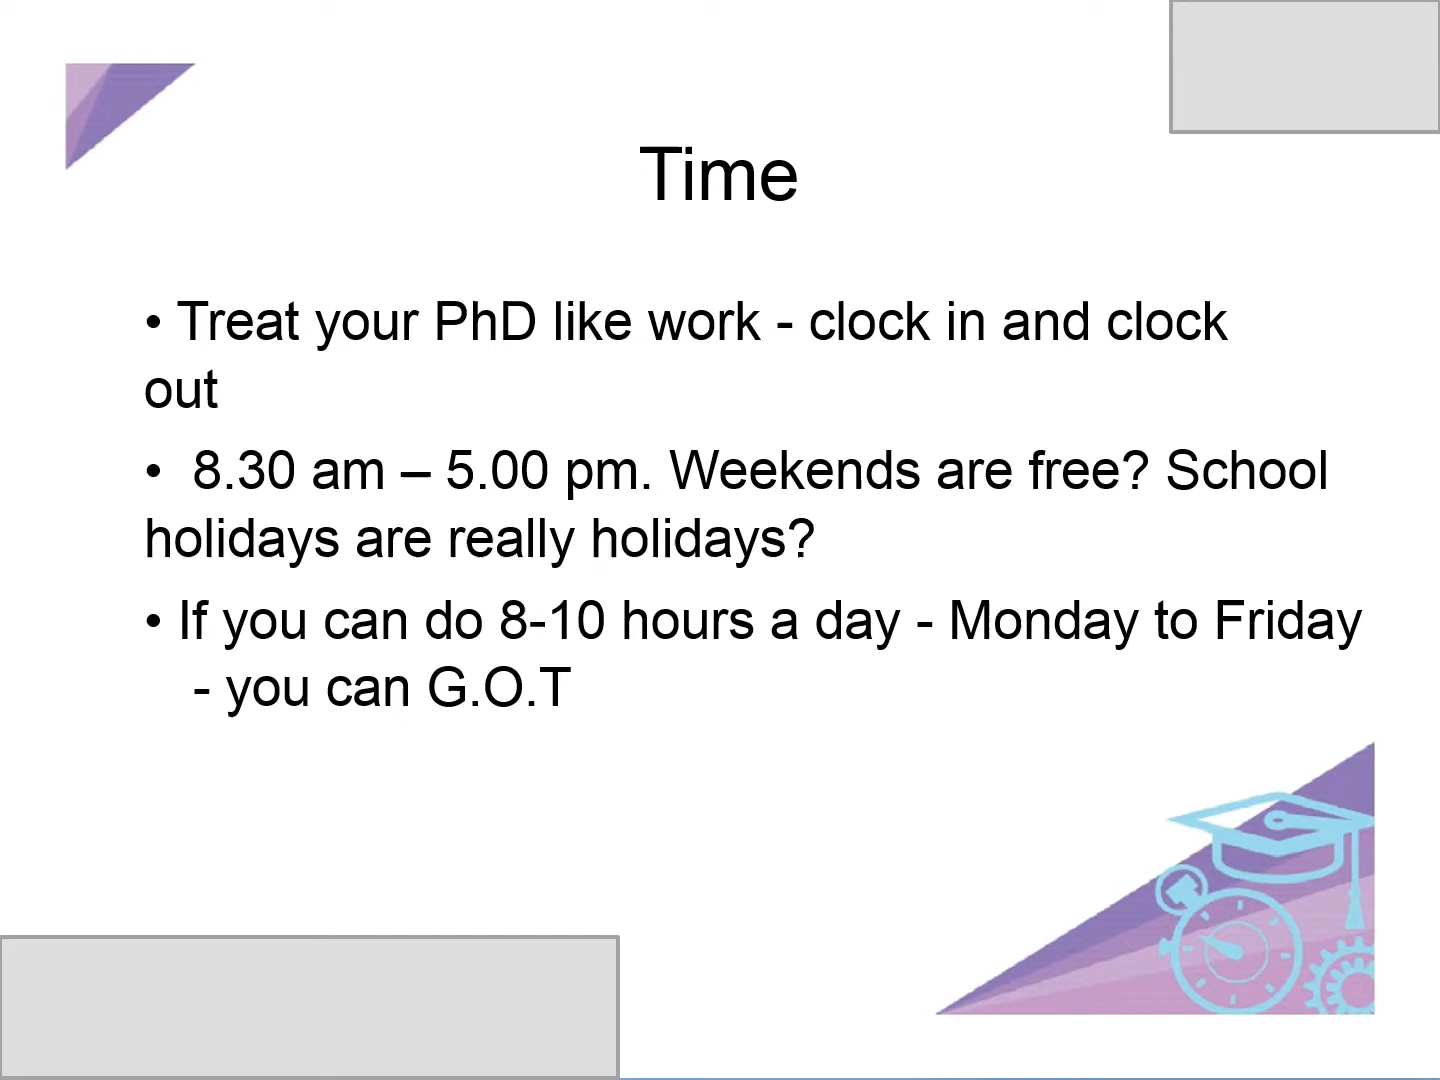 Time
• Treat your PhD like work - clock in and clock
out
• 8.30 am – 5.00 pm. Weekends are free? School
holidays are really holidays?
• If you can do 8-10 hours a day - Monday to Friday
- you can G.O.T